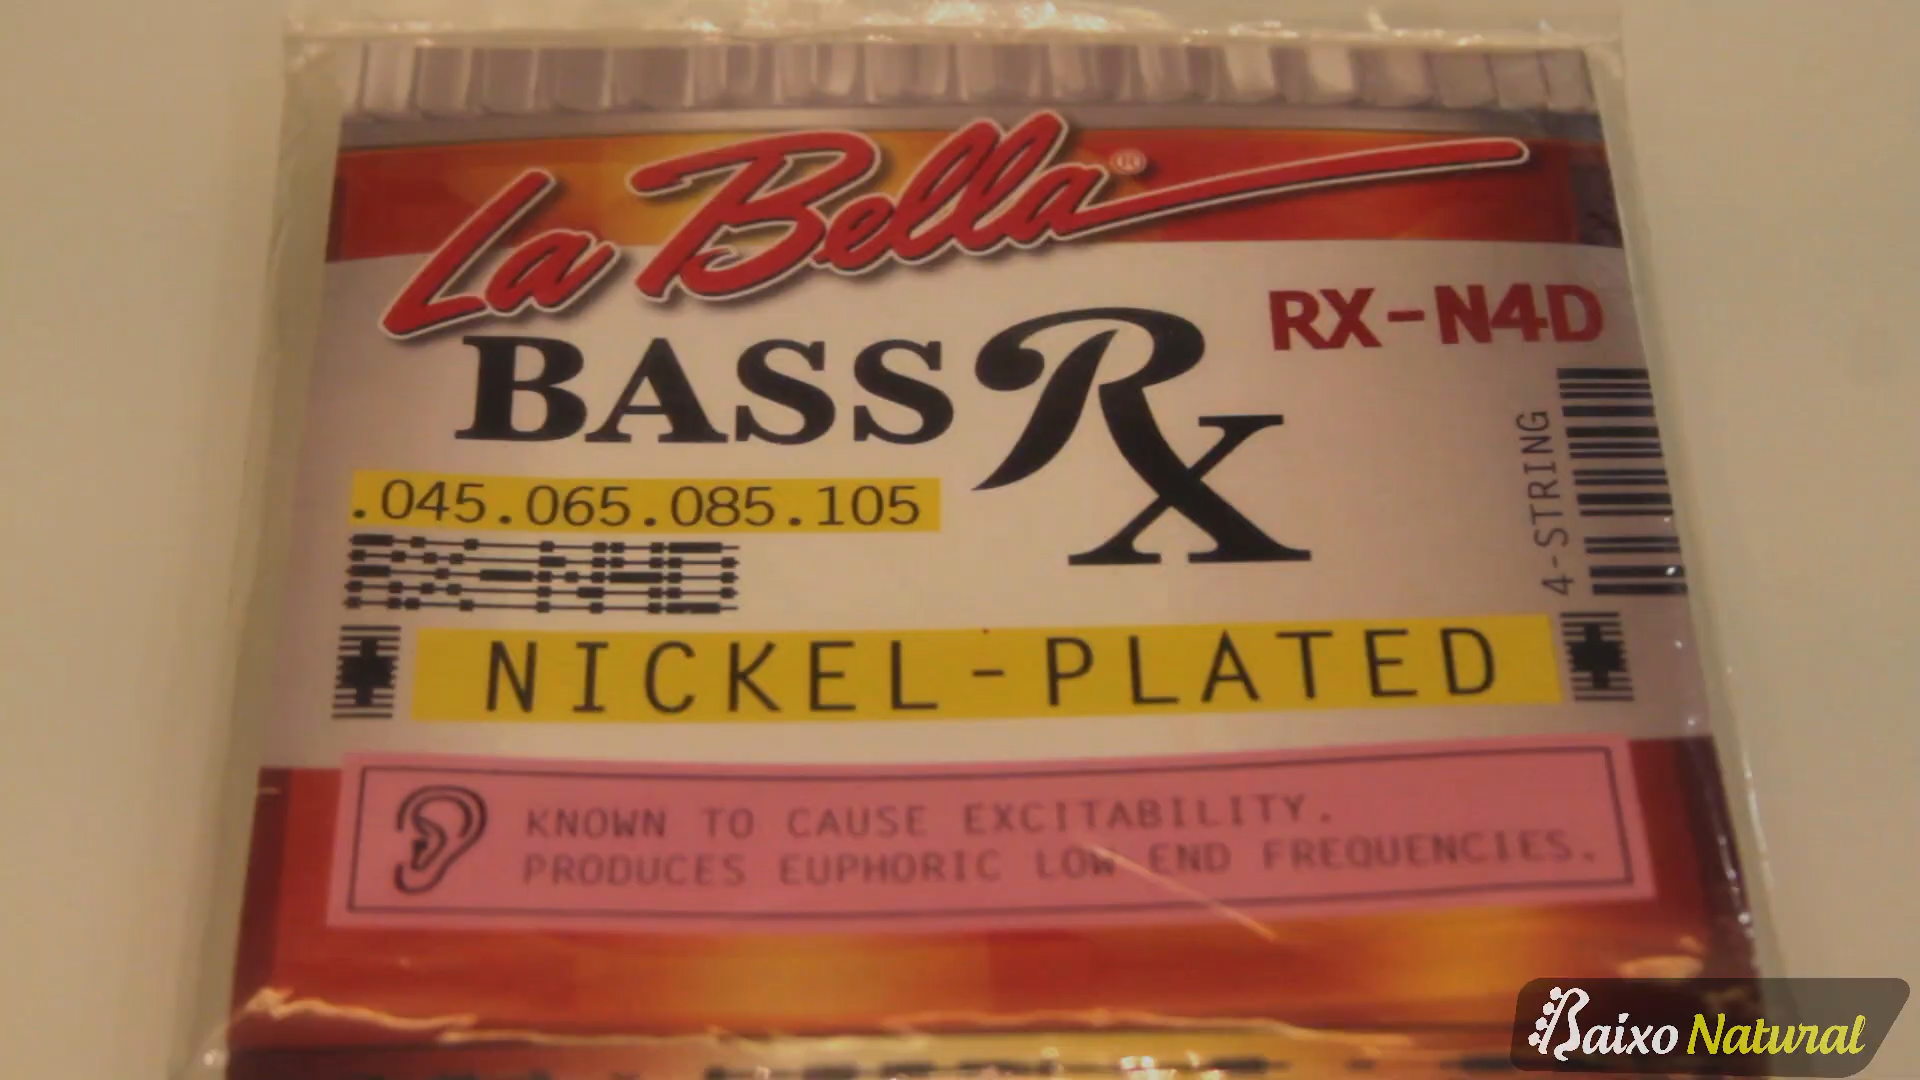 La Bella®
BASS Rx
RX-N4D
.045.065.085.105
4-STRING
NICKEL-PLATED
KNOWN TO CAUSE EXCITABILITY.
PRODUCES EUPHORIC LOW END FREQUENCIES.
Baixo Natural